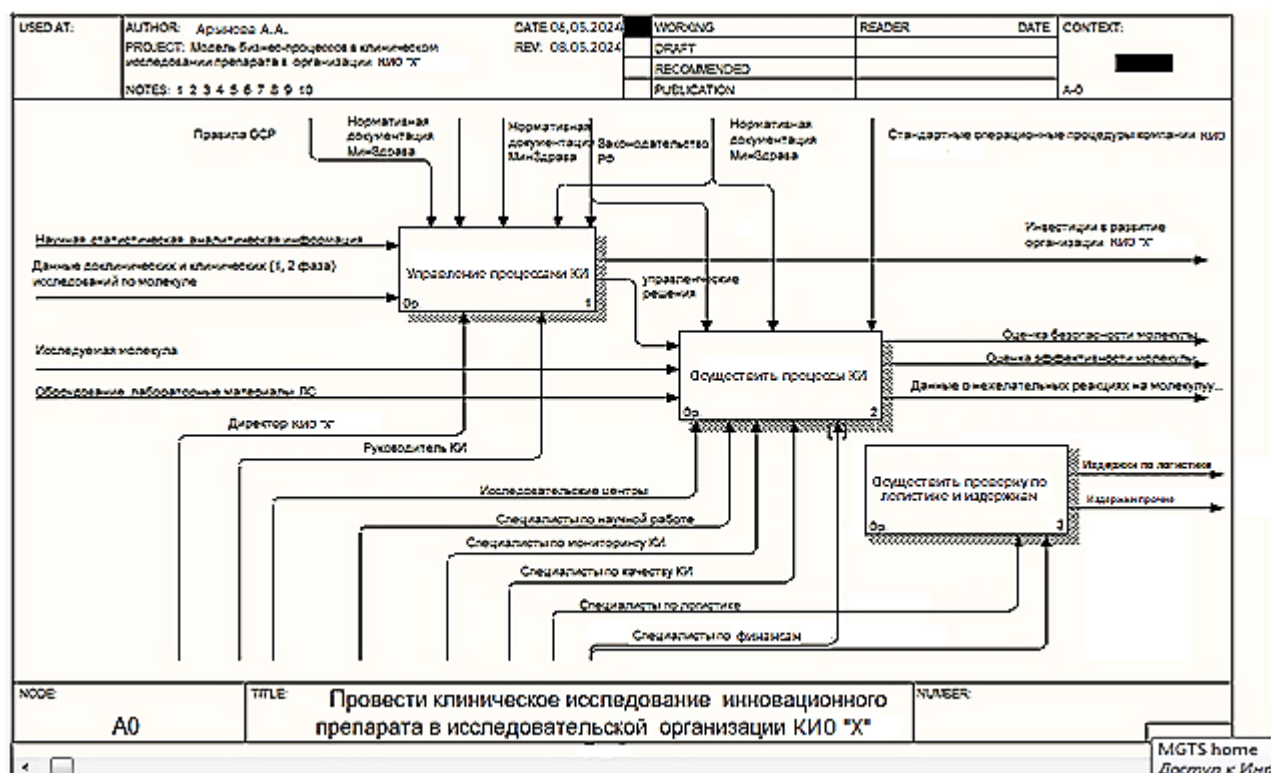 USED AT:
AUTHOR: Арынова А.А.
DATE:08,05.2024
PROJECT: Модель бизнес-процессов в клиническом
исследовании препарата в организации КИО "Х"
REV: 08.05.2024
NOTES: 1 2 3 4 5 6 7 8 9 10
WORKING
DRAFT
RECOMMENDED
PUBLICATION
READER
DATE
CONTEXT:
A-0
Правила GCP
Нормативная
документация
МинЗдрава
Нормативная
документация
МинЗдрава
Законодательство
РФ
Нормативная
документация
МинЗдрава
Стандартные операционные процедуры компании КИО
Научная статистическая аналитическая информация
Данные доклинических и клинических (1, 2 фаза)
исследований по молекуле
Управление процессами КИ
0р.
1
Инвестиции в развитие
организации КИО "Х"
управленческие
решения
Исследуемая молекула
Оборудование, лабораторные материалы ЛС
Осуществить процессы КИ
0р.
2
Оценка безопасности молекулы
Оценка эффективности молекулы
Данные о нежелательных реакциях на молекулуу...
Директор КИО "Х"
Руководитель КИ
Осуществить проверку по
логистике и издержкам
0р.
3
Издержки по логистике
Издержки прочие
Исследовательские центры
Специалисты по научной работе
Специалисты по мониторингу КИ
Специалисты по качеству КИ
Специалисты по логистике
Специалисты по финансам
NODE:
A0
TITLE:
Провести клиническое исследование инновационного
препарата в исследовательской организации КИО "Х"
NUMBER:
MGTS home
Доступ к Инт